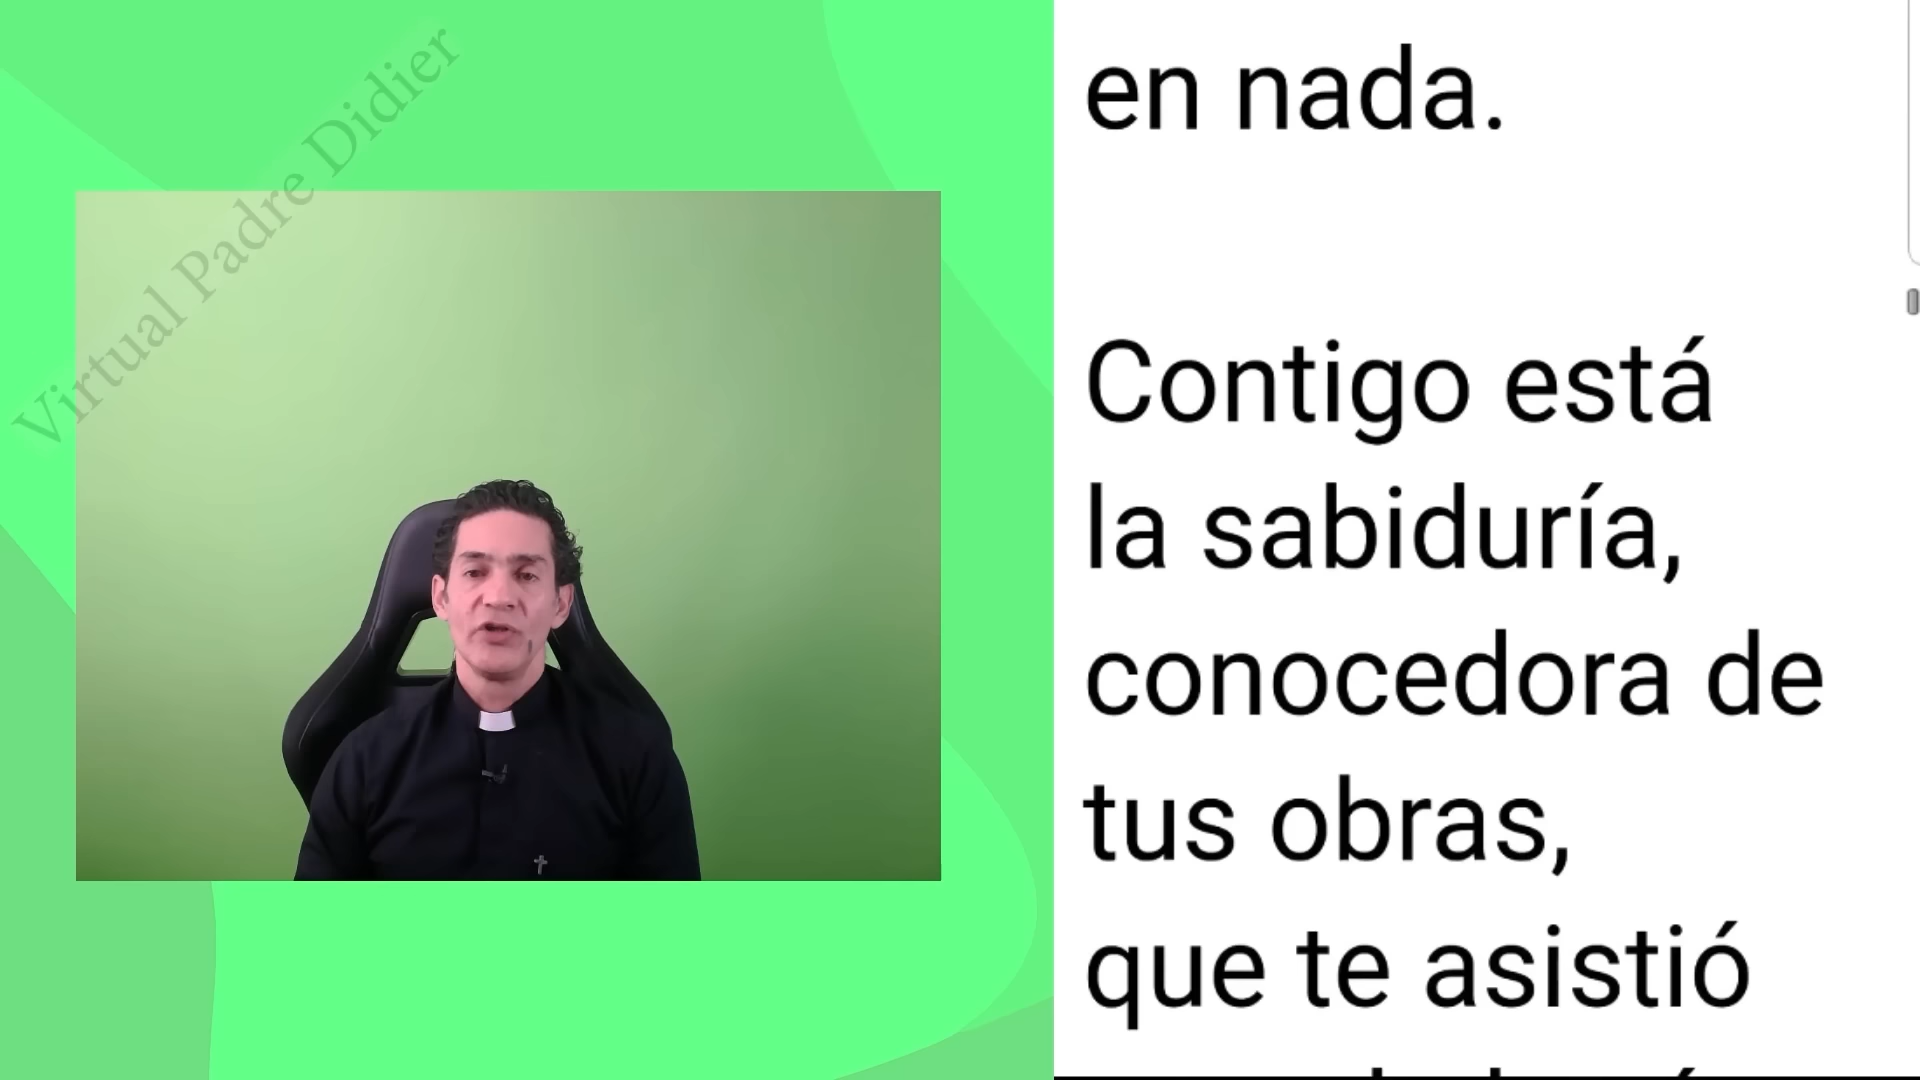 Virtual Padre Didier
en nada.
Contigo está
la sabiduría,
conocedora de
tus obras,
que te asistió